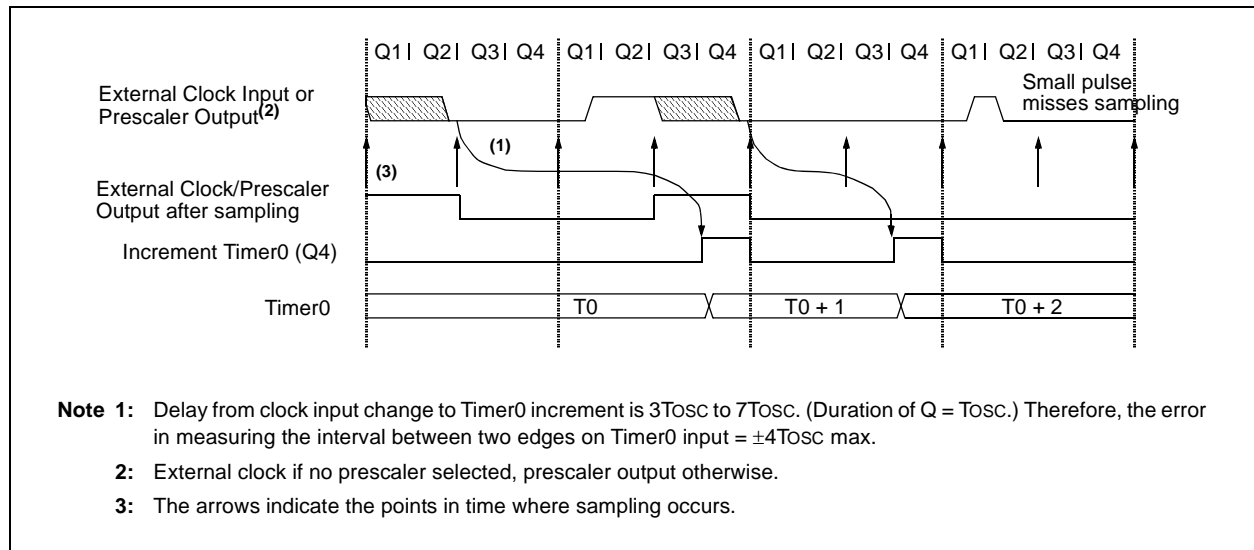 Q1 | Q2 | Q3 | Q4 | Q1 | Q2 | Q3 | Q4 | Q1 | Q2 | Q3 | Q4 | Q1 | Q2 | Q3 | Q4
External Clock Input or
Prescaler Output(2)
Small pulse
misses sampling
(1)
(3)
External Clock/Prescaler
Output after sampling
Increment Timer0 (Q4)
Timer0
T0
T0 + 1
T0 + 2
Note 1: Delay from clock input change to Timer0 increment is 3TOSC to 7TOSC. (Duration of Q = TOSC.) Therefore, the error
in measuring the interval between two edges on Timer0 input = ±4TOSC max.
2: External clock if no prescaler selected, prescaler output otherwise.
3: The arrows indicate the points in time where sampling occurs.